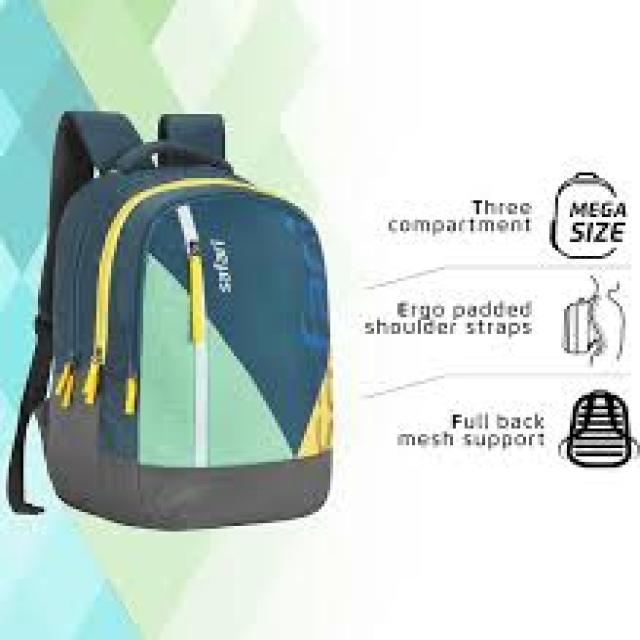 Three
compartment
MEGA
SIZE
Ergo padded
shoulder straps
Full back
mesh support
safari